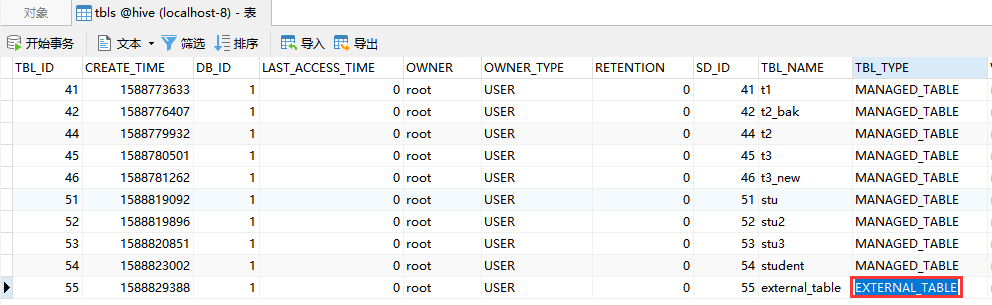 对象 tbls @hive (localhost-8) - 表
开始事务 文本 筛选 排序 导入 导出
TBL_ID CREATE_TIME DB_ID LAST_ACCESS_TIME OWNER OWNER_TYPE RETENTION SD_ID TBL_NAME TBL_TYPE
41 1588773633 1 0 root USER 0 41 t1 MANAGED_TABLE
42 1588776407 1 0 root USER 0 42 t2_bak MANAGED_TABLE
44 1588779932 1 0 root USER 0 44 t2 MANAGED_TABLE
45 1588780501 1 0 root USER 0 45 t3 MANAGED_TABLE
46 1588781262 1 0 root USER 0 46 t3_new MANAGED_TABLE
51 1588819092 1 0 root USER 0 51 stu MANAGED_TABLE
52 1588819896 1 0 root USER 0 52 stu2 MANAGED_TABLE
53 1588820851 1 0 root USER 0 53 stu3 MANAGED_TABLE
54 1588823002 1 0 root USER 0 54 student MANAGED_TABLE
55 1588829388 1 0 root USER 0 55 external_table EXTERNAL_TABLE